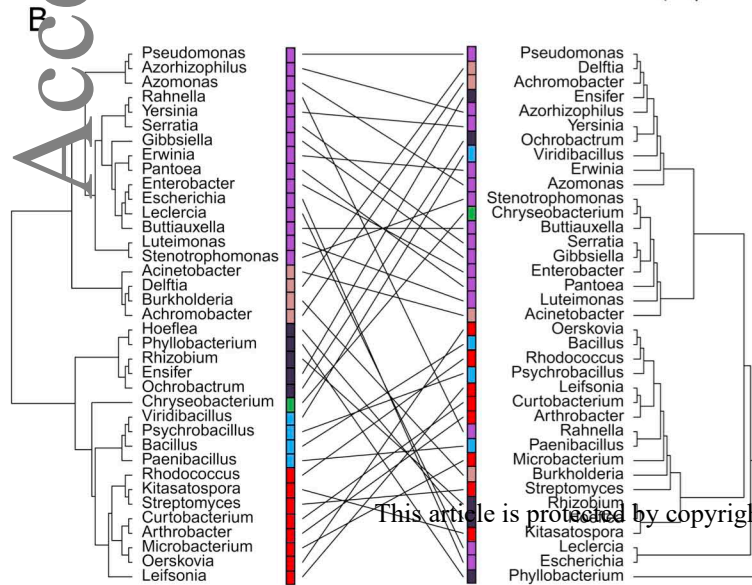 B
Acc
Pseudomonas
Azorhizophilus
Azomonas
Rahnella
Yersinia
Serratia
Gibbsiella
Erwinia
Pantoea
Enterobacter
Escherichia
Leclercia
Buttiauxella
Luteimonas
Stenotrophomonas
Acinetobacter
Delftia
Burkholderia
Achromobacter
Hoeflea
Phyllobacterium
Rhizobium
Ensifer
Ochrobactrum
Chryseobacterium
Viridibacillus
Psychrobacillus
Bacillus
Paenibacillus
Rhodococcus
Kitasatospora
Streptomyces
Curtobacterium
Arthrobacter
Microbacterium
Oerskovia
Leifsonia
Pseudomonas
Delftia
Achromobacter
Ensifer
Azorhizophilus
Yersinia
Ochrobactrum
Viridibacillus
Erwinia
Azomonas
Stenotrophomonas
Chryseobacterium
Buttiauxella
Serratia
Gibbsiella
Enterobacter
Pantoea
Luteimonas
Acinetobacter
Oerskovia
Bacillus
Rhodococcus
Psychrobacillus
Leifsonia
Curtobacterium
Arthrobacter
Rahnella
Paenibacillus
Microbacterium
Burkholderia
Streptomyces
Rhizobium
Hoeflea
Kitasatospora
Leclercia
Escherichia
Phyllobacterium
This article is protected by copyrigh